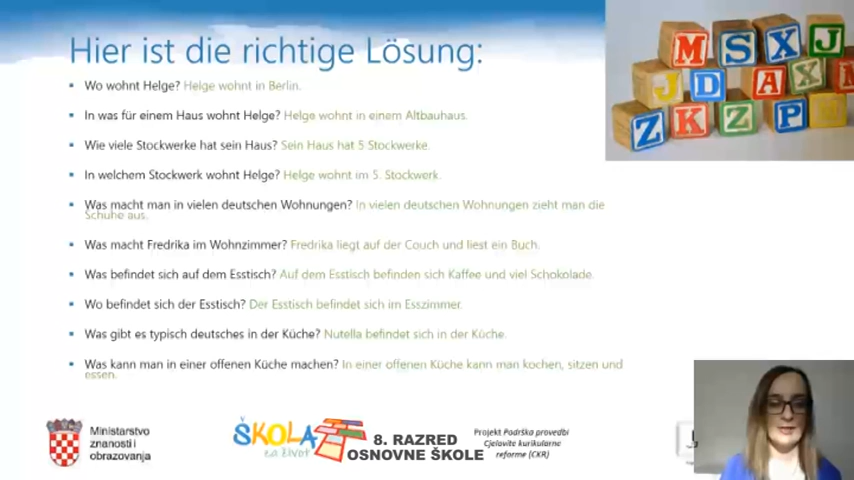 Hier ist die richtige Lösung:
Wo wohnt Helge? Helge wohnt in Berlin.
In was für einem Haus wohnt Helge? Helge wohnt in einem Altbauhaus.
Wie viele Stockwerke hat sein Haus? Sein Haus hat 5 Stockwerke.
In welchem Stockwerk wohnt Helge? Helge wohnt im 5. Stockwerk.
Was macht man in vielen deutschen Wohnungen? In vielen deutschen Wohnungen zieht man die
Schuhe aus.
Was macht Fredrika im Wohnzimmer? Fredrika liegt auf der Couch und liest ein Buch.
Was befindet sich auf dem Esstisch? Auf dem Esstisch befinden sich Kaffee und viel Schokolade.
Wo befindet sich der Esstisch? Der Esstisch befindet sich im Esszimmer.
Was gibt es typisch deutsches in der Küche? Nutella befindet sich in der Küche.
Was kann man in einer offenen Küche machen? In einer offenen Küche kann man kochen, sitzen und
essen.
M S X J
J D A X
Z K Z P
Ministarstvo
znanosti i
obrazovanja
ŠKOLA
za život
8. RAZRED
OSNOVNE ŠKOLE
Projekt Podrška provedbi
Cjelovite kurikularne
reforme (CKR)